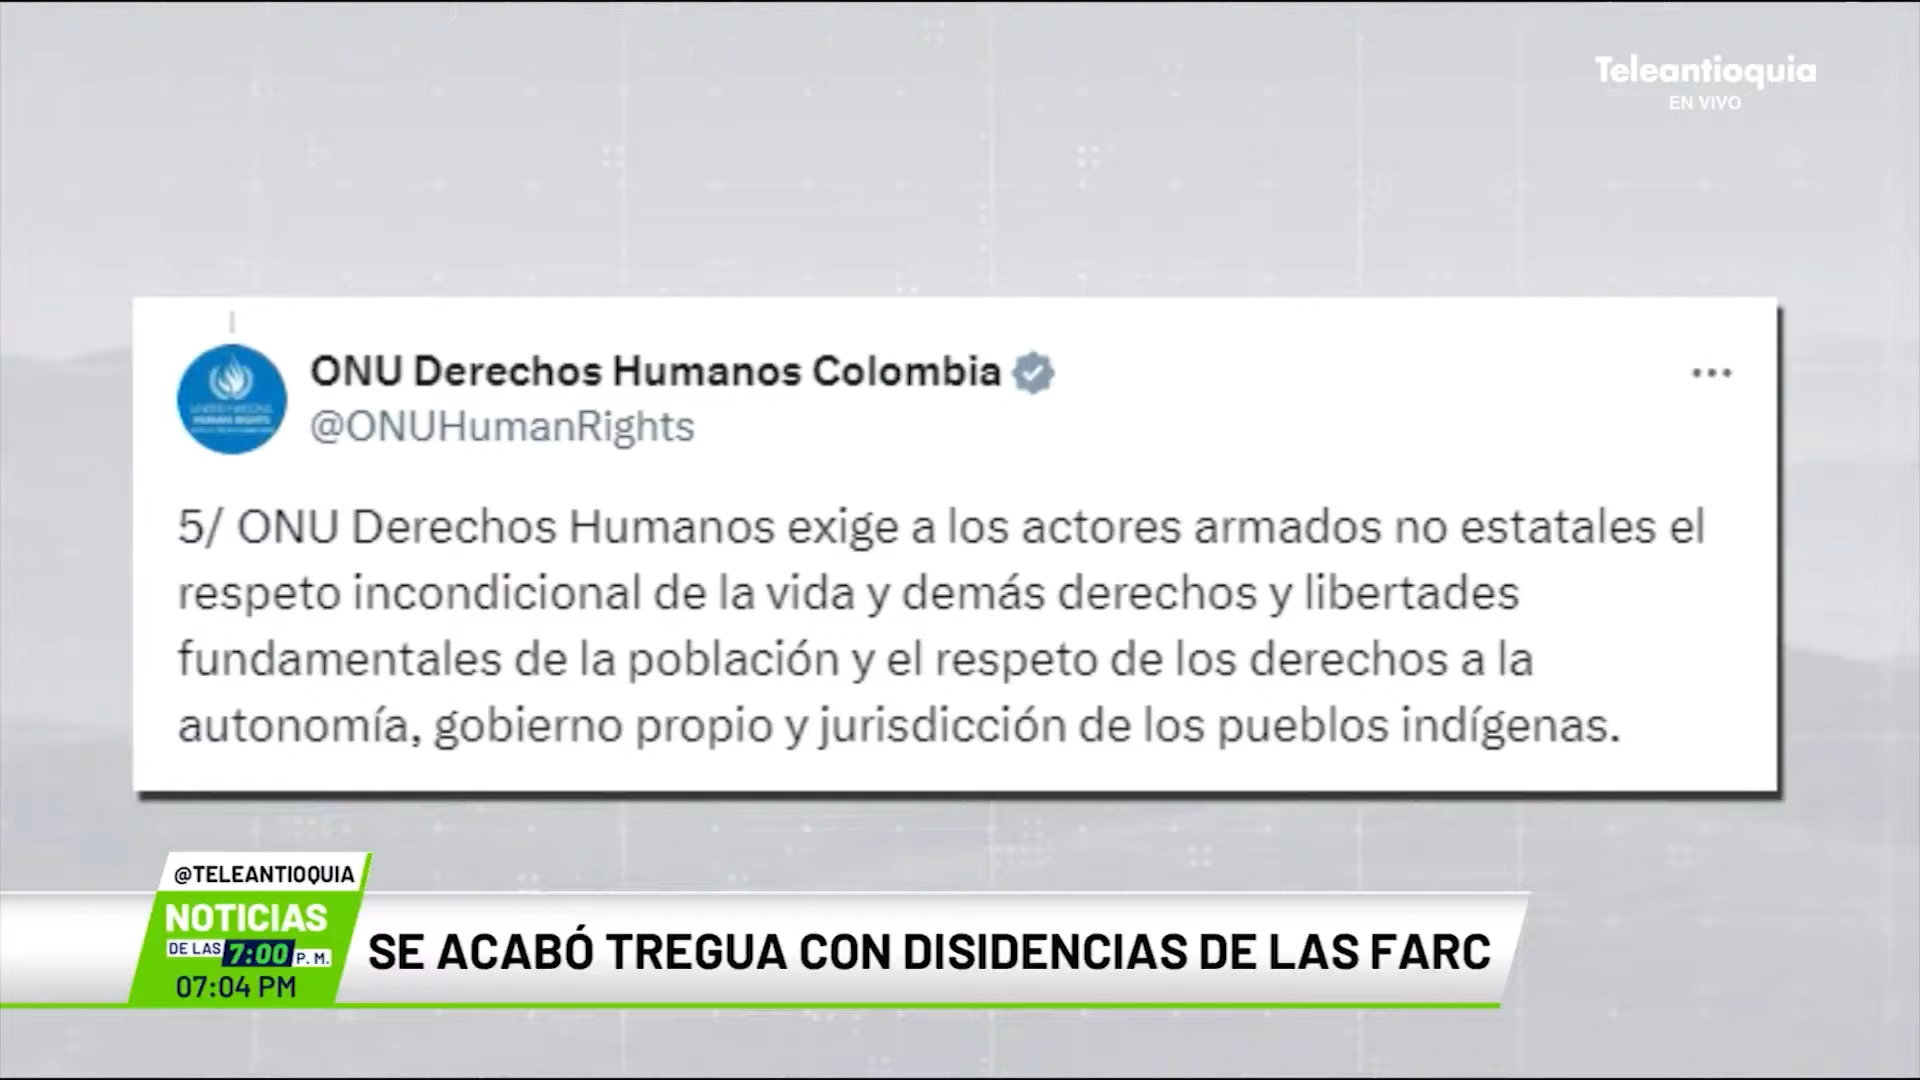 Teleantioquia
EN VIVO
ONU Derechos Humanos Colombia
@ONUHumanRights
5/ ONU Derechos Humanos exige a los actores armados no estatales el
respeto incondicional de la vida y demás derechos y libertades
fundamentales de la población y el respeto de los derechos a la
autonomía, gobierno propio y jurisdicción de los pueblos indígenas.
@TELEANTIOQUIA
NOTICIAS
DE LAS 7:00 P. M.
07:04 PM
SE ACABÓ TREGUA CON DISIDENCIAS DE LAS FARC